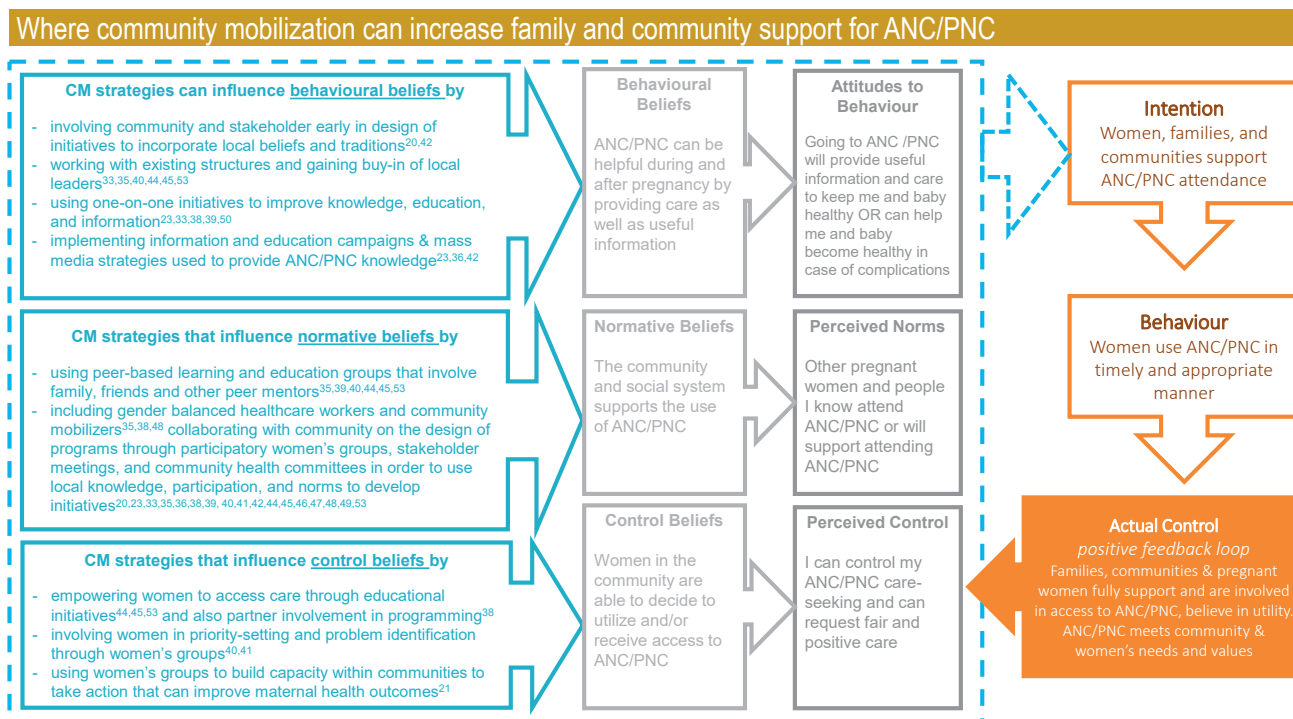 Where community mobilization can increase family and community support for ANC/PNC
CM strategies can influence behavioural beliefs by
- involving community and stakeholder early in design of
initiatives to incorporate local beliefs and traditions20,42
- working with existing structures and gaining buy-in of local
leaders33,35,40,44,45,53
- using one-on-one initiatives to improve knowledge, education,
and information23,33,38,39,50
- implementing information and education campaigns & mass
media strategies used to provide ANC/PNC knowledge23,36,42
Behavioural
Beliefs
ANC/PNC can be
helpful during and
after pregnancy by
providing care as
well as useful
information
Attitudes to
Behaviour
Going to ANC /PNC
will provide useful
information and care
to keep me and baby
healthy OR can help
me and baby
become healthy in
case of complications
CM strategies that influence normative beliefs by
- using peer-based learning and education groups that involve
family, friends and other peer mentors35,39,40,44,45,53
- including gender balanced healthcare workers and community
mobilizers35,38,48 collaborating with community on the design of
programs through participatory women's groups, stakeholder
meetings, and community health committees in order to use
local knowledge, participation, and norms to develop
initiatives20,23,33,35,36,38,39, 40,41,42,44,45,46,47,48,49,53
Normative Beliefs
The community
and social system
supports the use
of ANC/PNC
Perceived Norms
Other pregnant
women and people
I know attend
ANC/PNC or will
support attending
ANC/PNC
CM strategies that influence control beliefs by
- empowering women to access care through educational
initiatives44,45,53 and also partner involvement in programming38
- involving women in priority-setting and problem identification
through women's groups40,41
- using women's groups to build capacity within communities to
take action that can improve maternal health outcomes21
Control Beliefs
Women in the
community are
able to decide to
utilize and/or
receive access to
ANC/PNC
Perceived Control
I can control my
ANC/PNC care-
seeking and can
request fair and
positive care
Intention
Women, families, and
communities support
ANC/PNC attendance
Behaviour
Women use ANC/PNC in
timely and appropriate
manner
Actual Control
positive feedback loop
Families, communities & pregnant
women fully support and are involved
in access to ANC/PNC, believe in utility.
ANC/PNC meets community &
women's needs and values